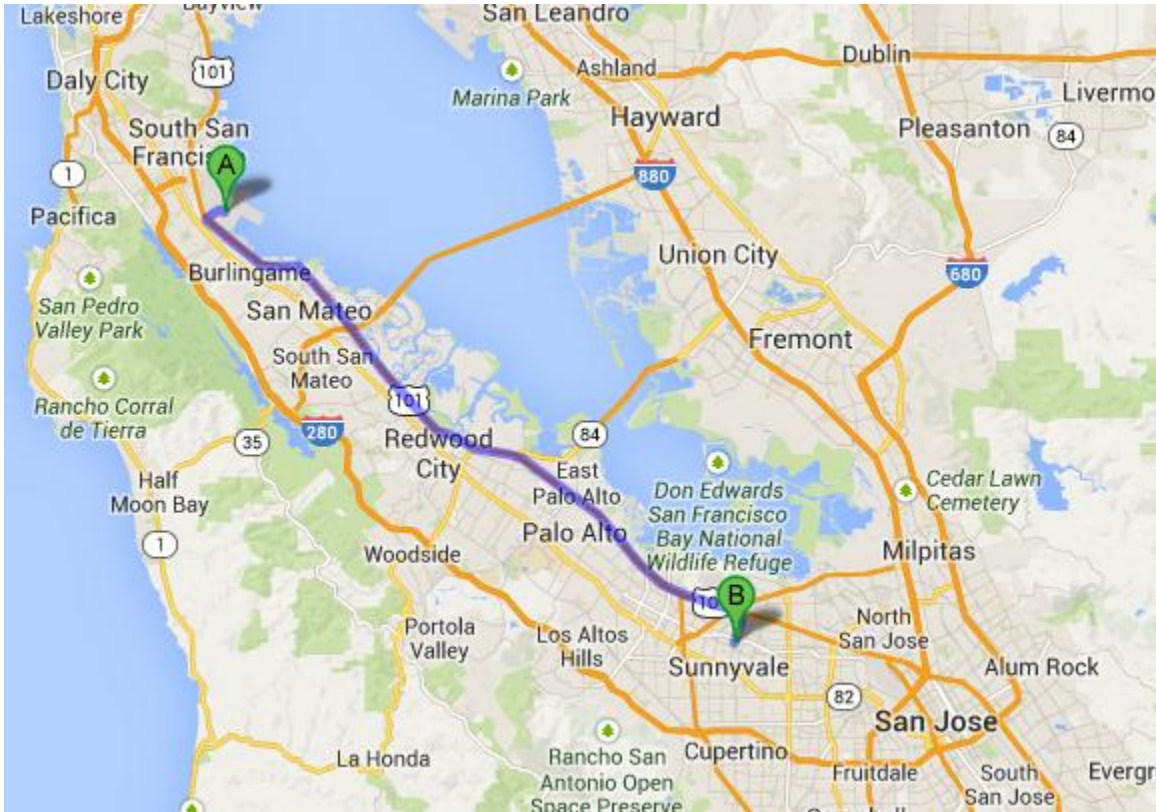 Lakeshore
Bayview
San Leandro
101
Daly City
Ashland
Dublin
Marina Park
Hayward
Livermo
South San
A
Pleasanton
84
880
1
Pacifica
Union City
680
Burlingame
San Pedro
Valley Park
San Mateo
Fremont
South San
Mateo
Rancho Corral
de Tierra
101
280
35
Redwood
City
84
East
Palo Alto
Don Edwards
San Francisco
Bay National
Wildlife Refuge
Cedar Lawn
Cemetery
Half
Moon Bay
Palo Alto
1
Woodside
Milpitas
B
North
San Jose
Portola
Valley
Los Altos
Hills
Sunnyvale
Alum Rock
82
San Jose
La Honda
Rancho San
Antonio Open
Space Preserve
Cupertino
Fruitdale
South
San Jose
Evergr